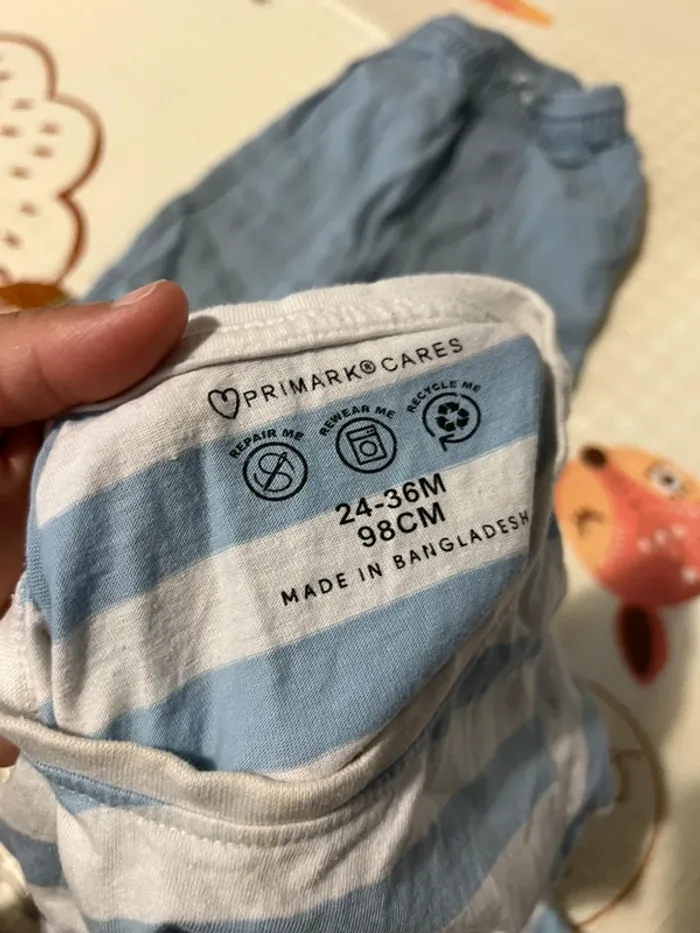 PRIMARK® CARES
REPAIR ME REWEAR ME RECYCLE ME
24-36M
98CM
MADE IN BANGLADESH